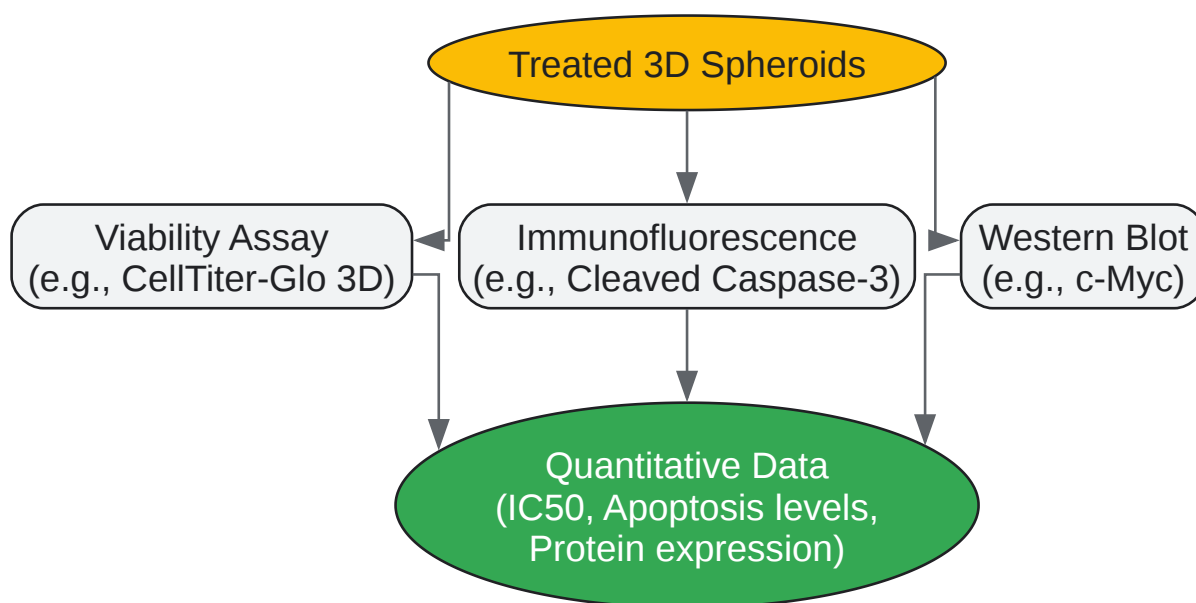 Treated 3D Spheroids
Viability Assay
(e.g., CellTiter-Glo 3D)
Immunofluorescence
(e.g., Cleaved Caspase-3)
Western Blot
(e.g., c-Myc)
Quantitative Data
(IC50, Apoptosis levels,
Protein expression)